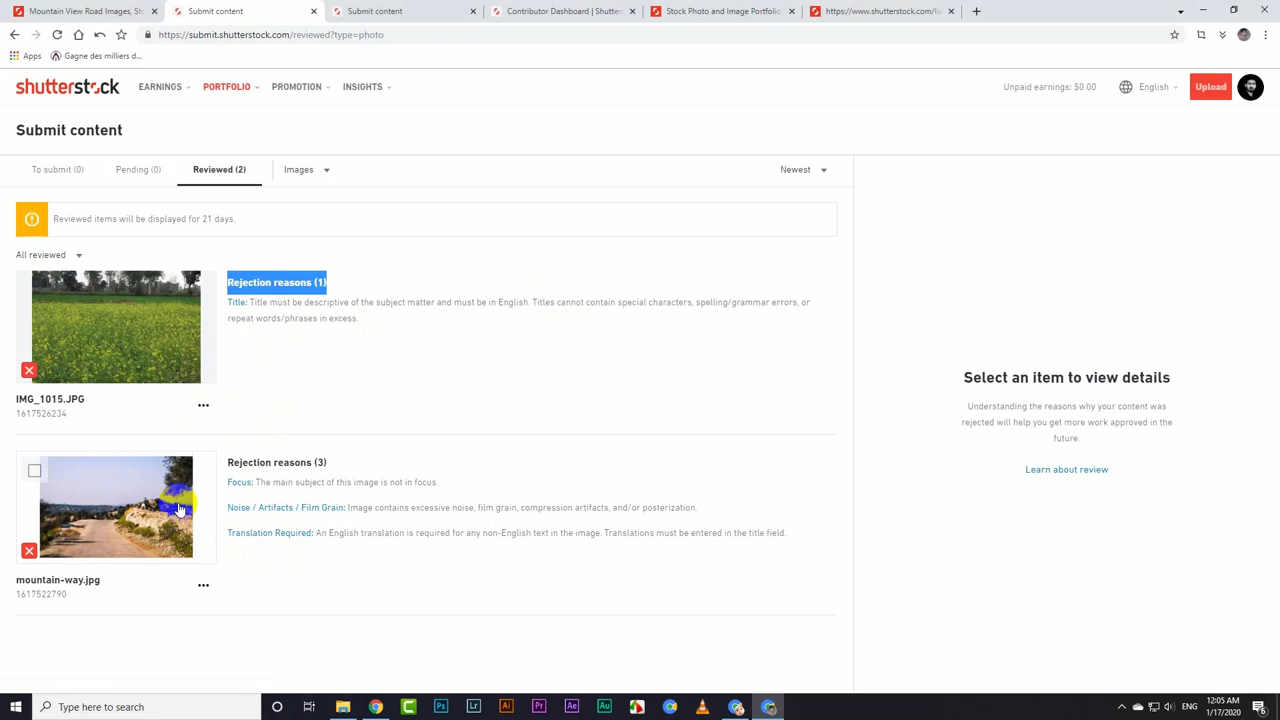 Mountain View Road Images, Stoc
Submit content
Submit content
Contributor Dashboard | Shutters
Stock Photo and Image Portfolio
https://www.shutterstock.com/lis
https://submit.shutterstock.com/reviewed?type=photo
Apps
Gagne des milliers d...
shutterstock
EARNINGS
PORTFOLIO
PROMOTION
INSIGHTS
Unpaid earnings: $0.00
English
Upload
Submit content
To submit (0)
Pending (0)
Reviewed (2)
Images
Newest
Reviewed items will be displayed for 21 days.
All reviewed
Rejection reasons (1)
Title: Title must be descriptive of the subject matter and must be in English. Titles cannot contain special characters, spelling/grammar errors, or
repeat words/phrases in excess.
IMG_1015.JPG
1617526234
Rejection reasons (3)
Focus: The main subject of this image is not in focus.
Noise / Artifacts / Film Grain: Image contains excessive noise, film grain, compression artifacts, and/or posterization.
Translation Required: An English translation is required for any non-English text in the image. Translations must be entered in the title field.
mountain-way.jpg
1617522790
Select an item to view details
Understanding the reasons why your content was
rejected will help you get more work approved in the
future.
Learn about review
Type here to search
Ps
Lr
Ai
Pr
Ae
Au
ENG
12:05 AM
1/17/2020